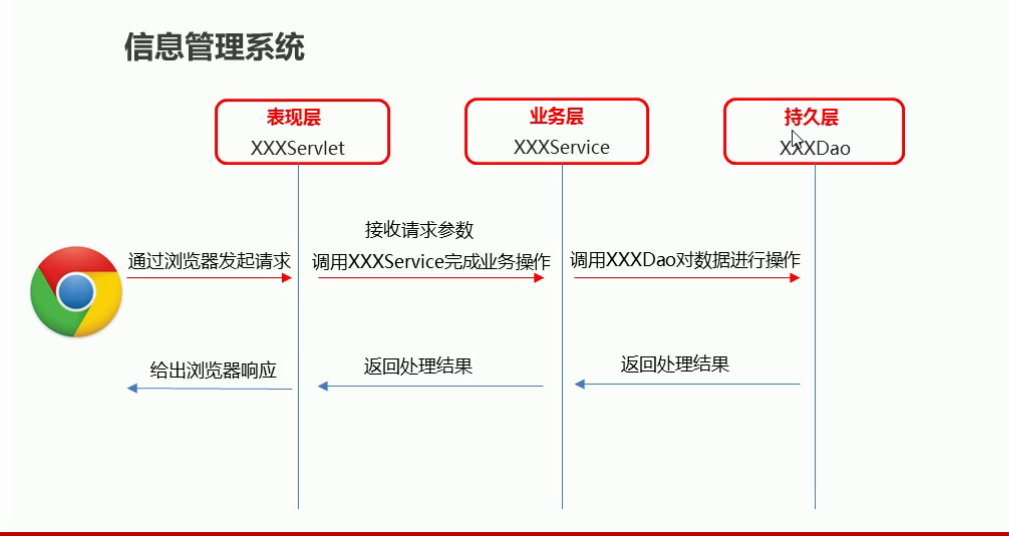 信息管理系统
表现层
XXXServlet
业务层
XXXService
持久层
XXXDao
接收请求参数
通过浏览器发起请求
调用XXXService完成业务操作
调用XXXDao对数据进行操作
给出浏览器响应
返回处理结果
返回处理结果